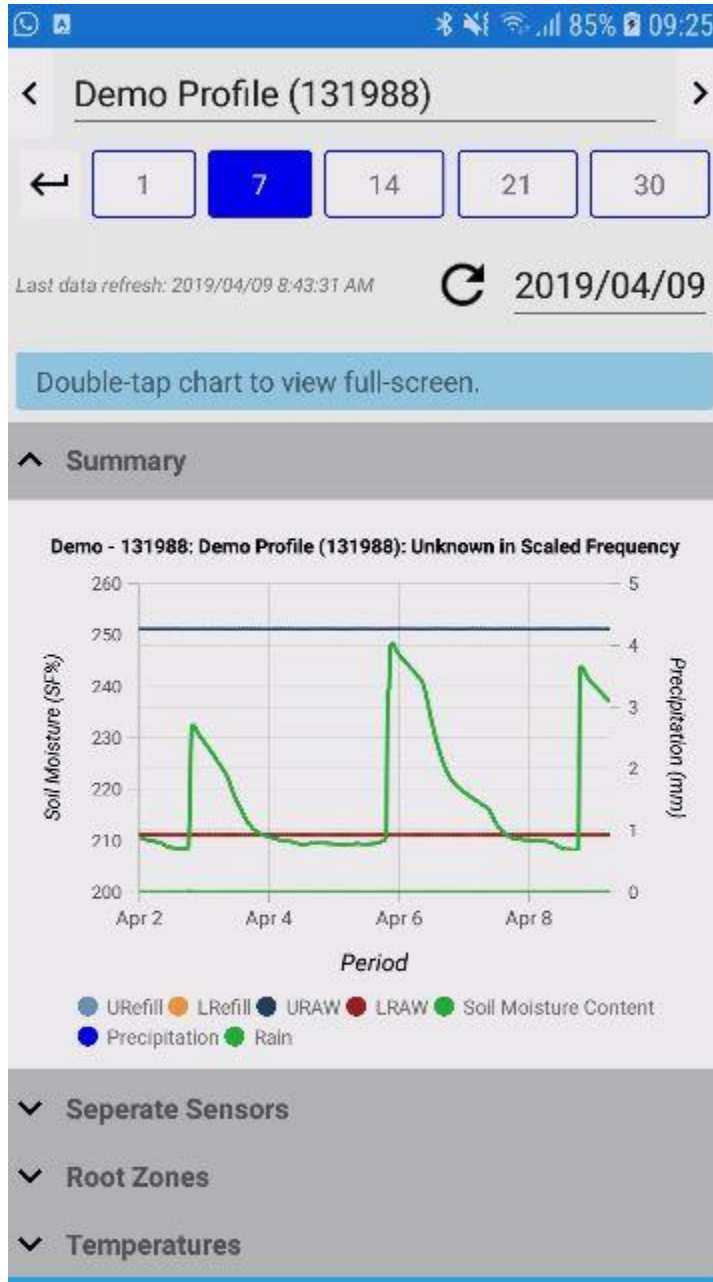 85% 09:25
Demo Profile (131988)
1 7 14 21 30
Last data refresh: 2019/04/09 8:43:31 AM
2019/04/09
Double-tap chart to view full-screen.
Summary
Demo - 131988: Demo Profile (131988): Unknown in Scaled Frequency
260 5
250 4
240
230 3
220 2
210 1
200 0
Soil Moisture (SF%)
Precipitation (mm)
Apr 2 Apr 4 Apr 6 Apr 8
Period
URefill LRefill URAW LRAW Soil Moisture Content
Precipitation Rain
Seperate Sensors
Root Zones
Temperatures